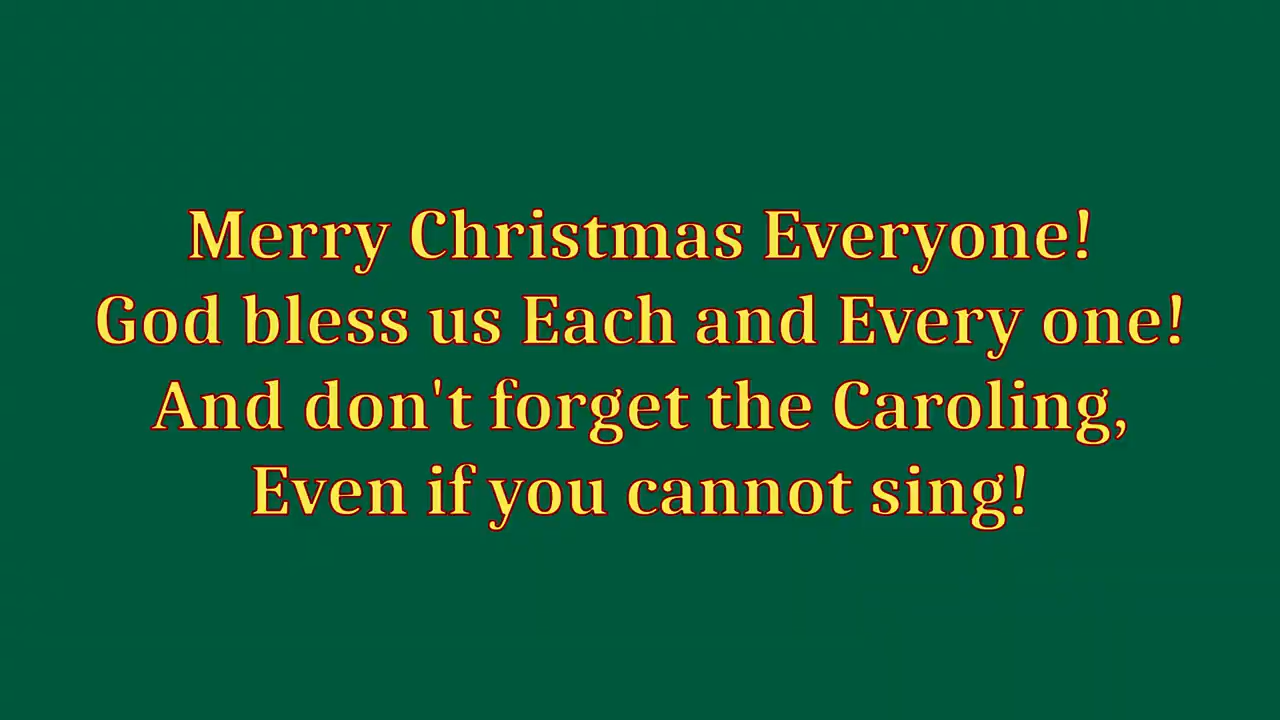 Merry Christmas Everyone!
God bless us Each and Every one!
And don't forget the Caroling,
Even if you cannot sing!